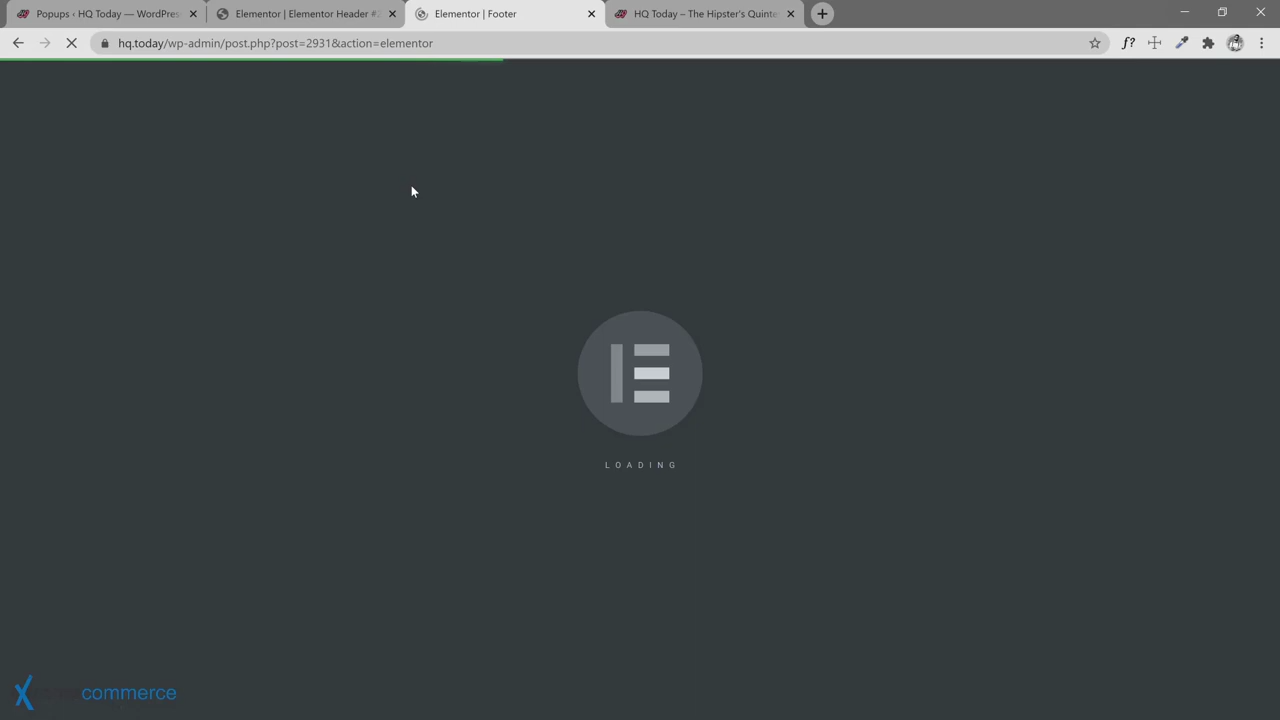 Popups ‹ HQ Today — WordPres
Elementor | Elementor Header #2
Elementor | Footer
HQ Today – The Hipster's Quinte
hq.today/wp-admin/post.php?post=2931&action=elementor
f?
LOADING
commerce